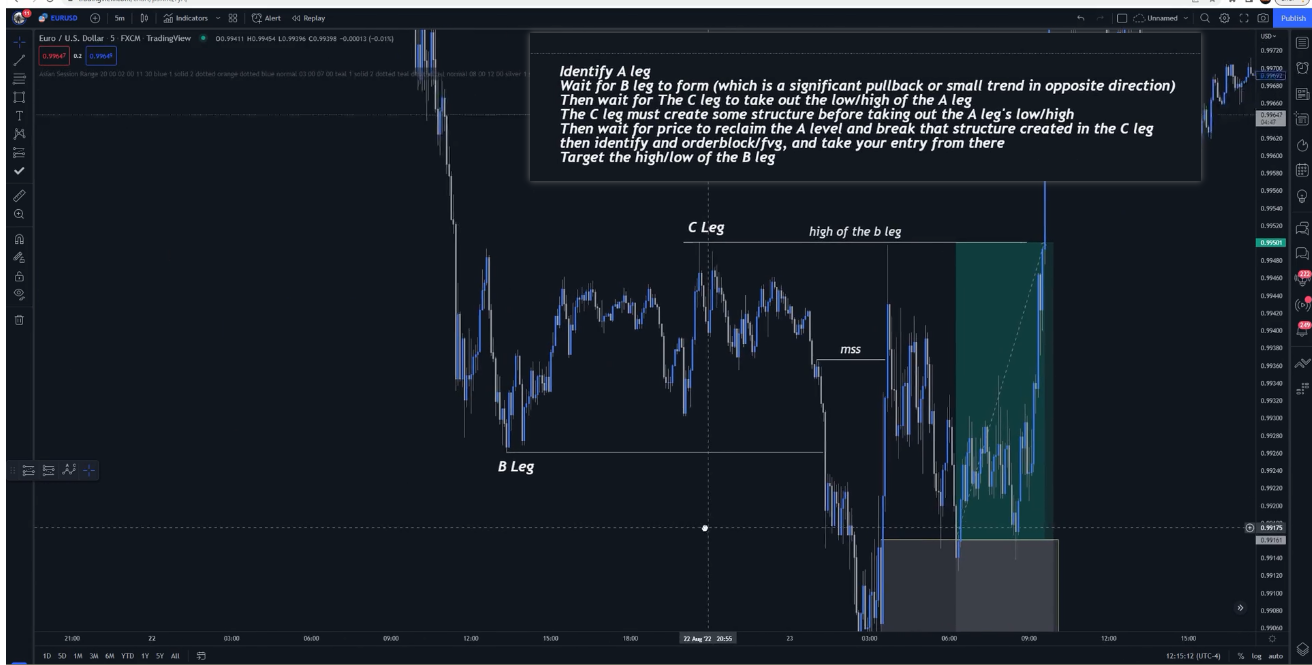 EURUSD 5m Indicators Alert Replay Unnamed Publish
Euro / U.S. Dollar · 5 · FXCM · TradingView O0.99411 H0.99454 L0.99396 C0.99398 −0.00013 (−0.01%)
0.99647 0.2 0.99649
Identify A leg
Wait for B leg to form (which is a significant pullback or small trend in opposite direction)
Then wait for The C leg to take out the low/high of the A leg
The C leg must create some structure before taking out the A leg's low/high
Then wait for price to reclaim the A level and break that structure created in the C leg
then identify and orderblock/fvg, and take your entry from there
Target the high/low of the B leg
C Leg
high of the b leg
mss
B Leg
USD
0.99720
0.99700
0.99692
0.99680
0.99660
0.99647
04:47
0.99620
0.99600
0.99580
0.99560
0.99540
0.99520
0.99501
0.99480
0.99460
0.99440
0.99420
0.99400
0.99380
0.99360
0.99340
0.99320
0.99300
0.99280
0.99260
0.99240
0.99220
0.99200
0.99175
0.99161
0.99140
0.99120
0.99100
0.99080
0.99060
222
249
21:00 22 03:00 06:00 09:00 12:00 15:00 18:00 22 Aug '22 20:55 23 03:00 06:00 09:00 12:00 15:00
1D 5D 1M 3M 6M YTD 1Y 5Y All 12:15:12 (UTC-4) % log auto